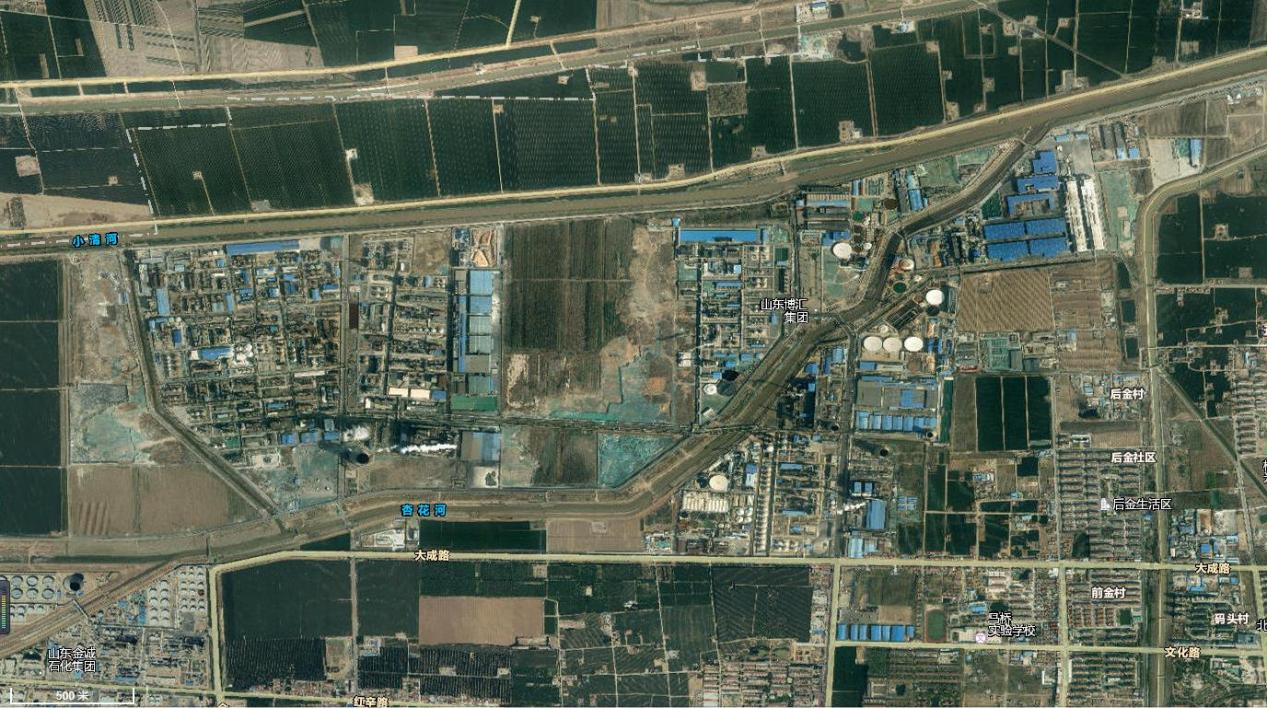 小清河
山东博汇
集团
后金村
后金社区
后金生活区
杏花河
大成路
大成路
前金村
码头村
北
马桥
实验学校
文化路
山东金诚
石化集团
500 米
红辛路